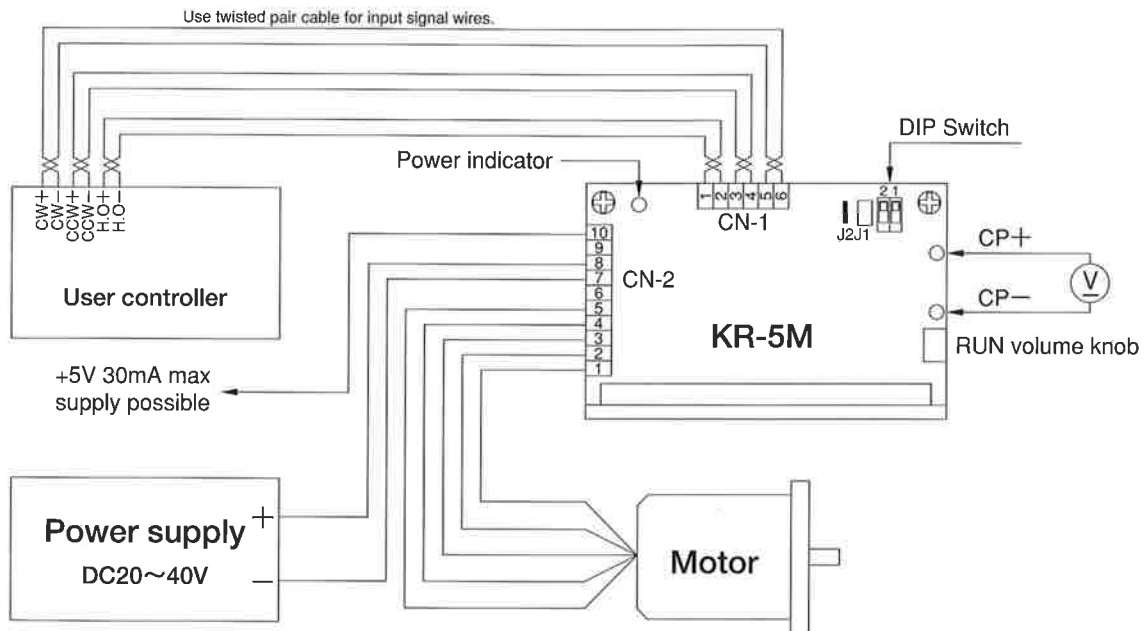 Use twisted pair cable for input signal wires.
CW+
CW−
CCW+
CCW−
H.O+
H.O−
User controller
Power indicator
DIP Switch
1 2 3 4 5 6
CN-1
2 1
J2J1
CP+
V
CP−
10
9
8
7
6
5
4
3
2
1
CN-2
KR-5M
RUN volume knob
+5V 30mA max
supply possible
Power supply
DC20～40V
+
−
Motor